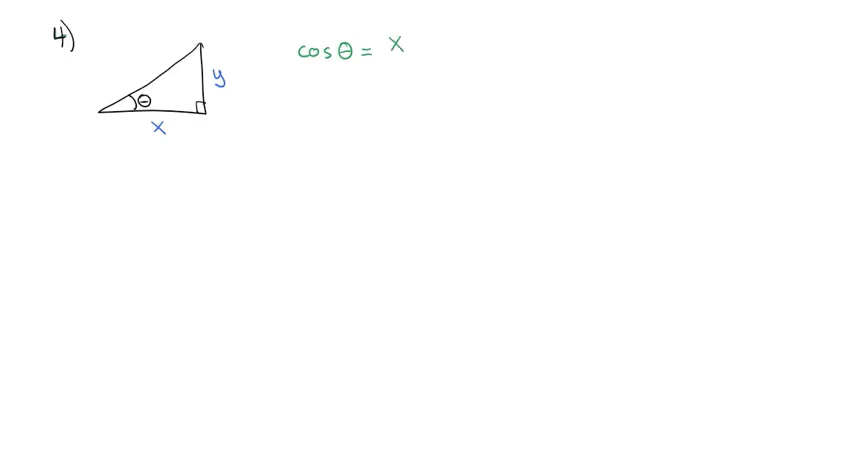 4)
cos θ = x
y
θ
x